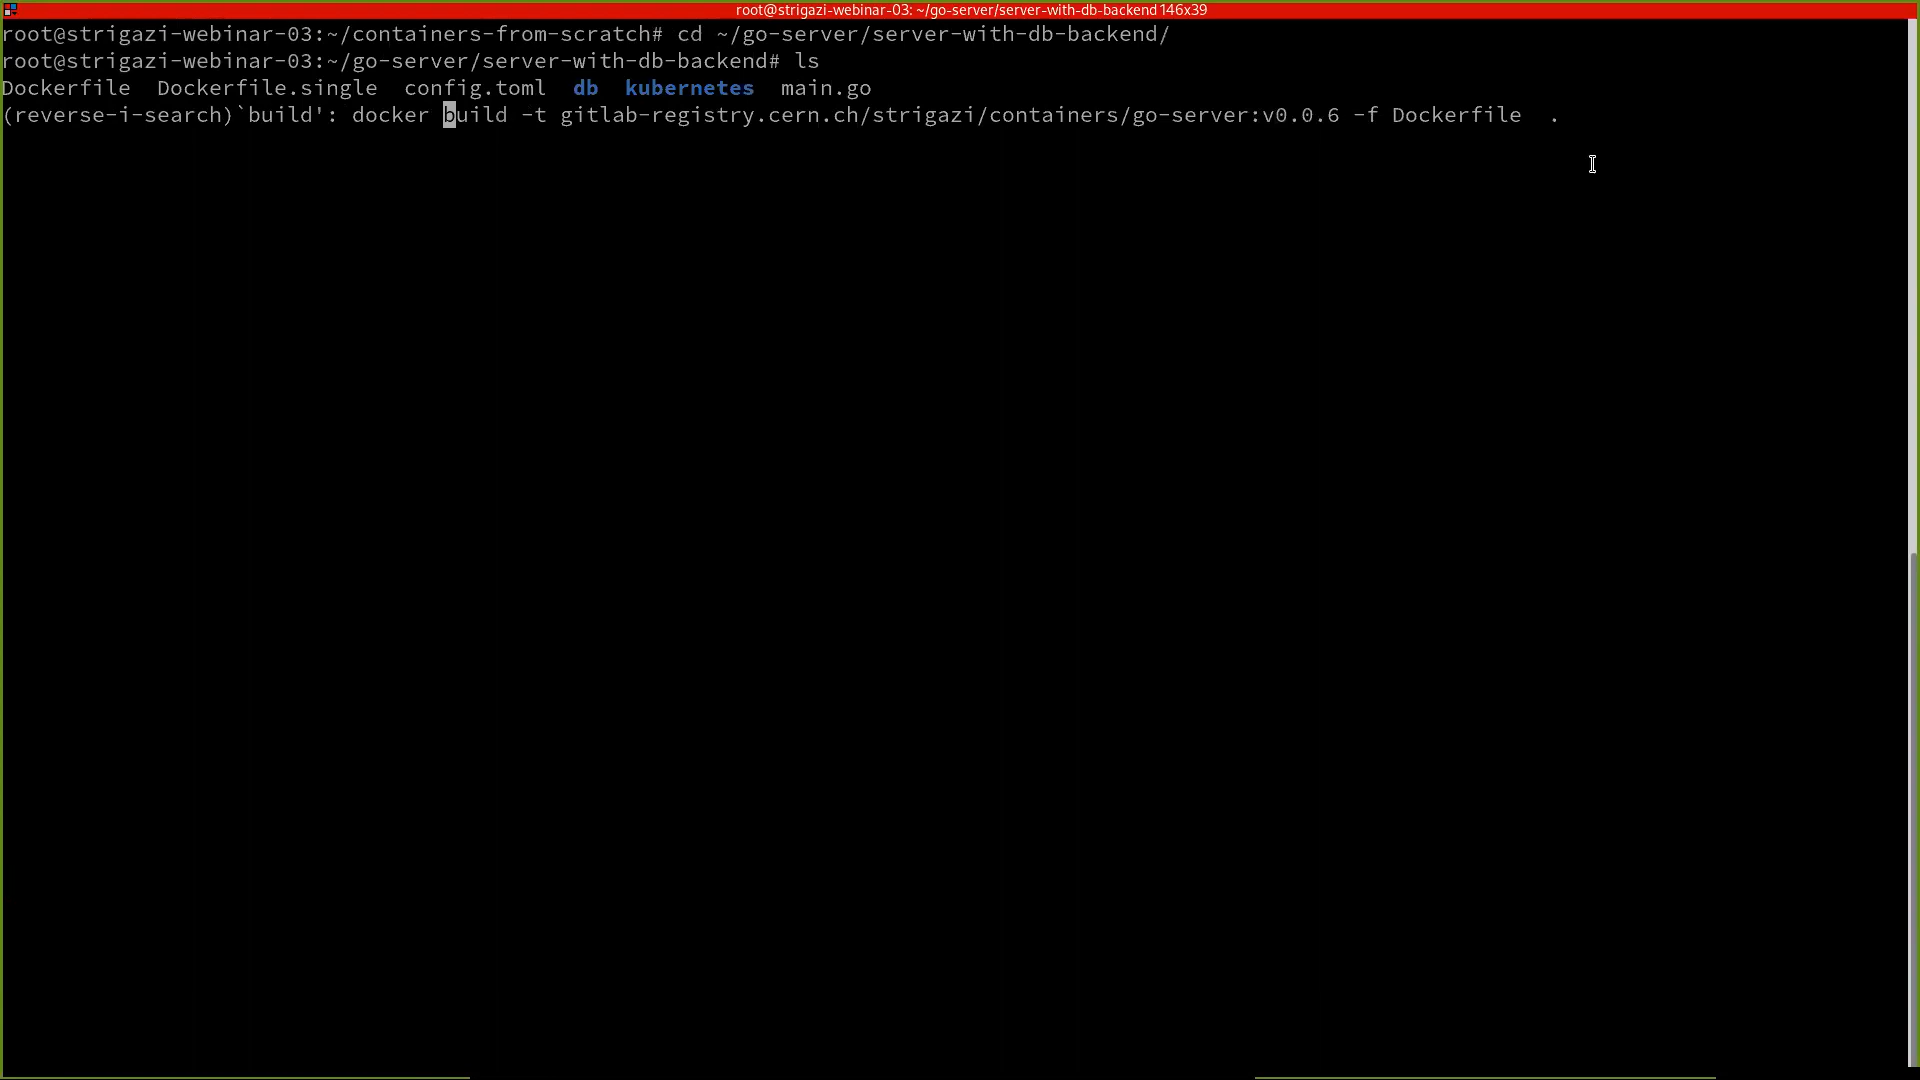 root@strigazi-webinar-03: ~/go-server/server-with-db-backend 146x39
root@strigazi-webinar-03:~/containers-from-scratch# cd ~/go-server/server-with-db-backend/
root@strigazi-webinar-03:~/go-server/server-with-db-backend# ls
Dockerfile  Dockerfile.single  config.toml  db  kubernetes  main.go
(reverse-i-search)`build': docker build -t gitlab-registry.cern.ch/strigazi/containers/go-server:v0.0.6 -f Dockerfile  .